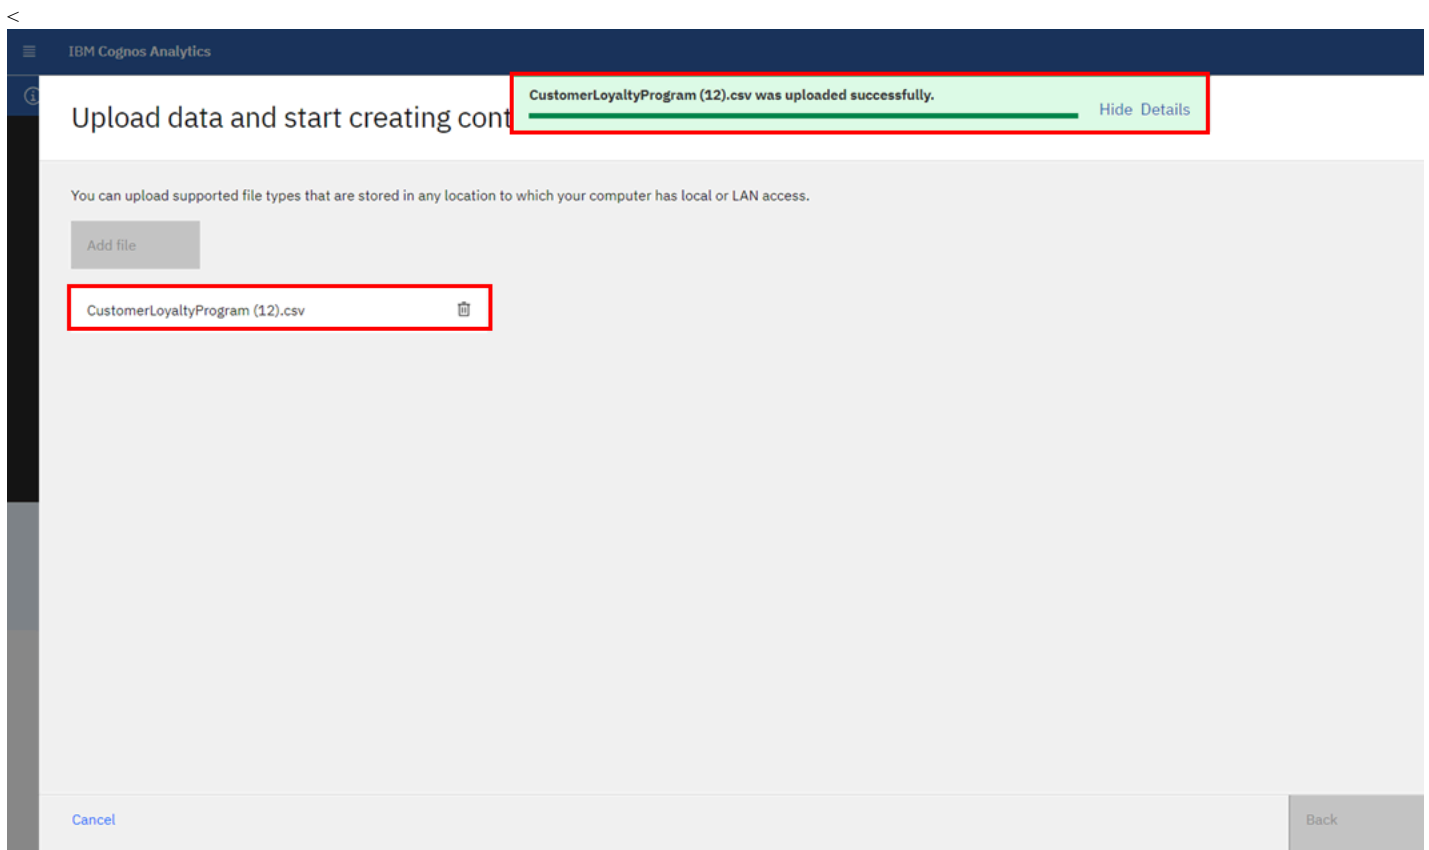 <
IBM Cognos Analytics
CustomerLoyaltyProgram (12).csv was uploaded successfully.
Hide Details
Upload data and start creating cont
You can upload supported file types that are stored in any location to which your computer has local or LAN access.
Add file
CustomerLoyaltyProgram (12).csv
Cancel
Back